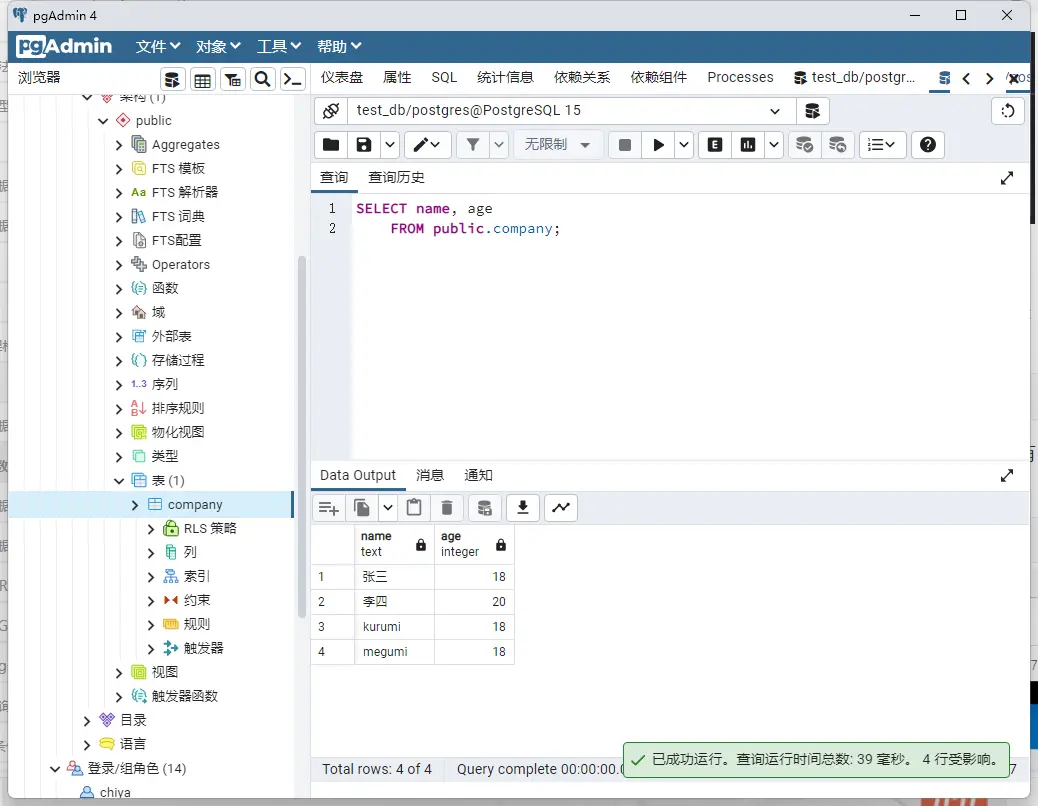 pgAdmin 4
pgAdmin 文件 对象 工具 帮助
浏览器
仪表盘 属性 SQL 统计信息 依赖关系 依赖组件 Processes test_db/postgr...
架构 (1)
public
Aggregates
FTS 模板
Aa FTS 解析器
FTS 词典
FTS配置
Operators
函数
域
外部表
存储过程
1..3 序列
排序规则
物化视图
类型
表 (1)
company
RLS 策略
列
索引
约束
规则
触发器
视图
触发器函数
目录
语言
登录/组角色 (14)
chiya
test_db/postgres@PostgreSQL 15
无限制
E
查询 查询历史
1 SELECT name, age
2 FROM public.company;
Data Output 消息 通知
name text age integer
1 张三 18
2 李四 20
3 kurumi 18
4 megumi 18
Total rows: 4 of 4 Query complete 00:00:00.0
已成功运行。查询运行时间总数: 39 毫秒。 4 行受影响。